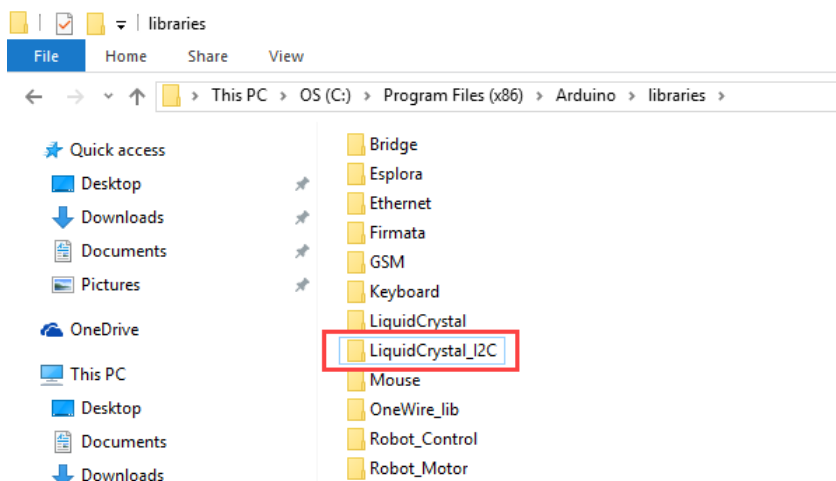 libraries
File Home Share View
This PC > OS (C:) > Program Files (x86) > Arduino > libraries >
Quick access
Desktop
Downloads
Documents
Pictures
OneDrive
This PC
Desktop
Documents
Downloads
Bridge
Esplora
Ethernet
Firmata
GSM
Keyboard
LiquidCrystal
LiquidCrystal_I2C
Mouse
OneWire_lib
Robot_Control
Robot_Motor